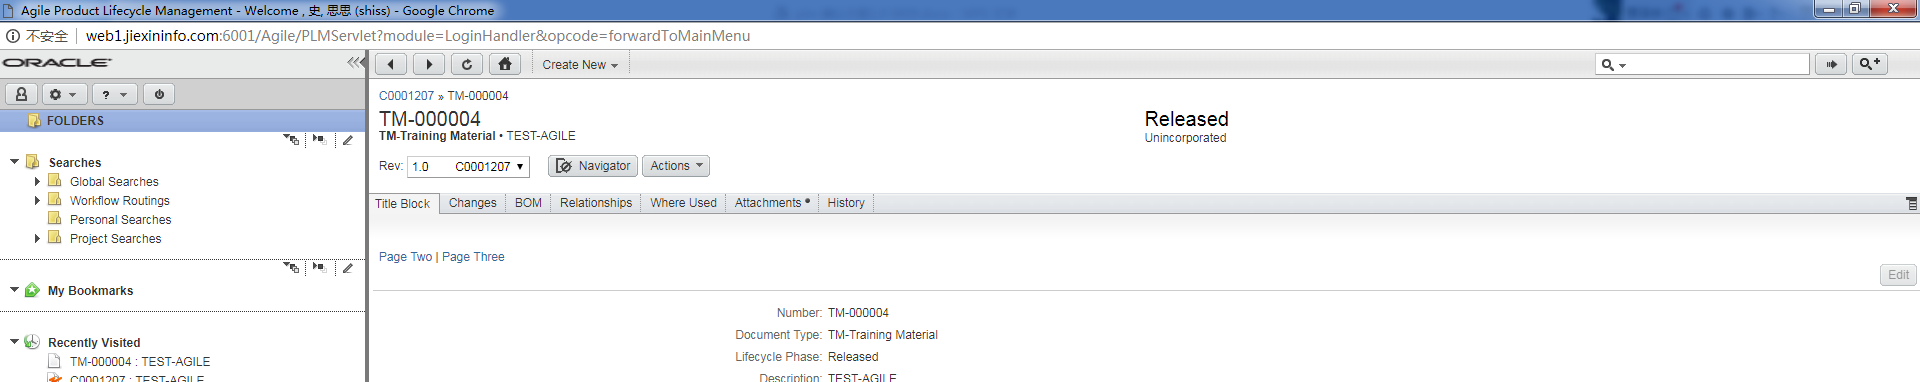 Agile Product Lifecycle Management - Welcome , 史, 思思 (shiss) - Google Chrome
不安全 | web1.jiexininfo.com:6001/Agile/PLMServlet?module=LoginHandler&opcode=forwardToMainMenu
ORACLE
Create New
FOLDERS
Searches
Global Searches
Workflow Routings
Personal Searches
Project Searches
My Bookmarks
Recently Visited
TM-000004 : TEST-AGILE
C0001207 : TEST-AGILE
C0001207 » TM-000004
TM-000004
TM-Training Material • TEST-AGILE
Released
Unincorporated
Rev: 1.0 C0001207
Navigator
Actions
Title Block Changes BOM Relationships Where Used Attachments • History
Page Two | Page Three
Edit
Number: TM-000004
Document Type: TM-Training Material
Lifecycle Phase: Released
Description: TEST-AGILE